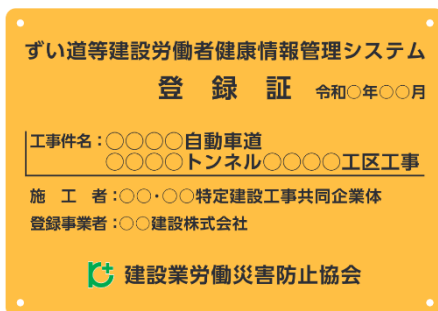 ずい道等建設労働者健康情報管理システム
登録証 令和○年○○月
工事件名：○○○○自動車道
○○○○トンネル○○○○工区工事
施工者：○○・○○特定建設工事共同企業体
登録事業者：○○建設株式会社
建設業労働災害防止協会